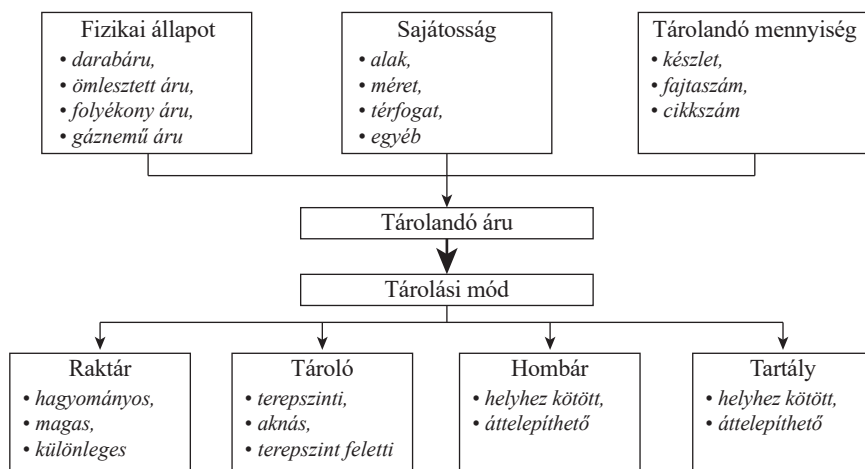 Fizikai állapot
• darabáru,
• ömlesztett áru,
• folyékony áru,
• gáznemű áru
Sajátosság
• alak,
• méret,
• térfogat,
• egyéb
Tárolandó mennyiség
• készlet,
• fajtaszám,
• cikkszám
Tárolandó áru
Tárolási mód
Raktár
• hagyományos,
• magas,
• különleges
Tároló
• terepszinti,
• aknás,
• terepszint feletti
Hombár
• helyhez kötött,
• áttelepíthető
Tartály
• helyhez kötött,
• áttelepíthető